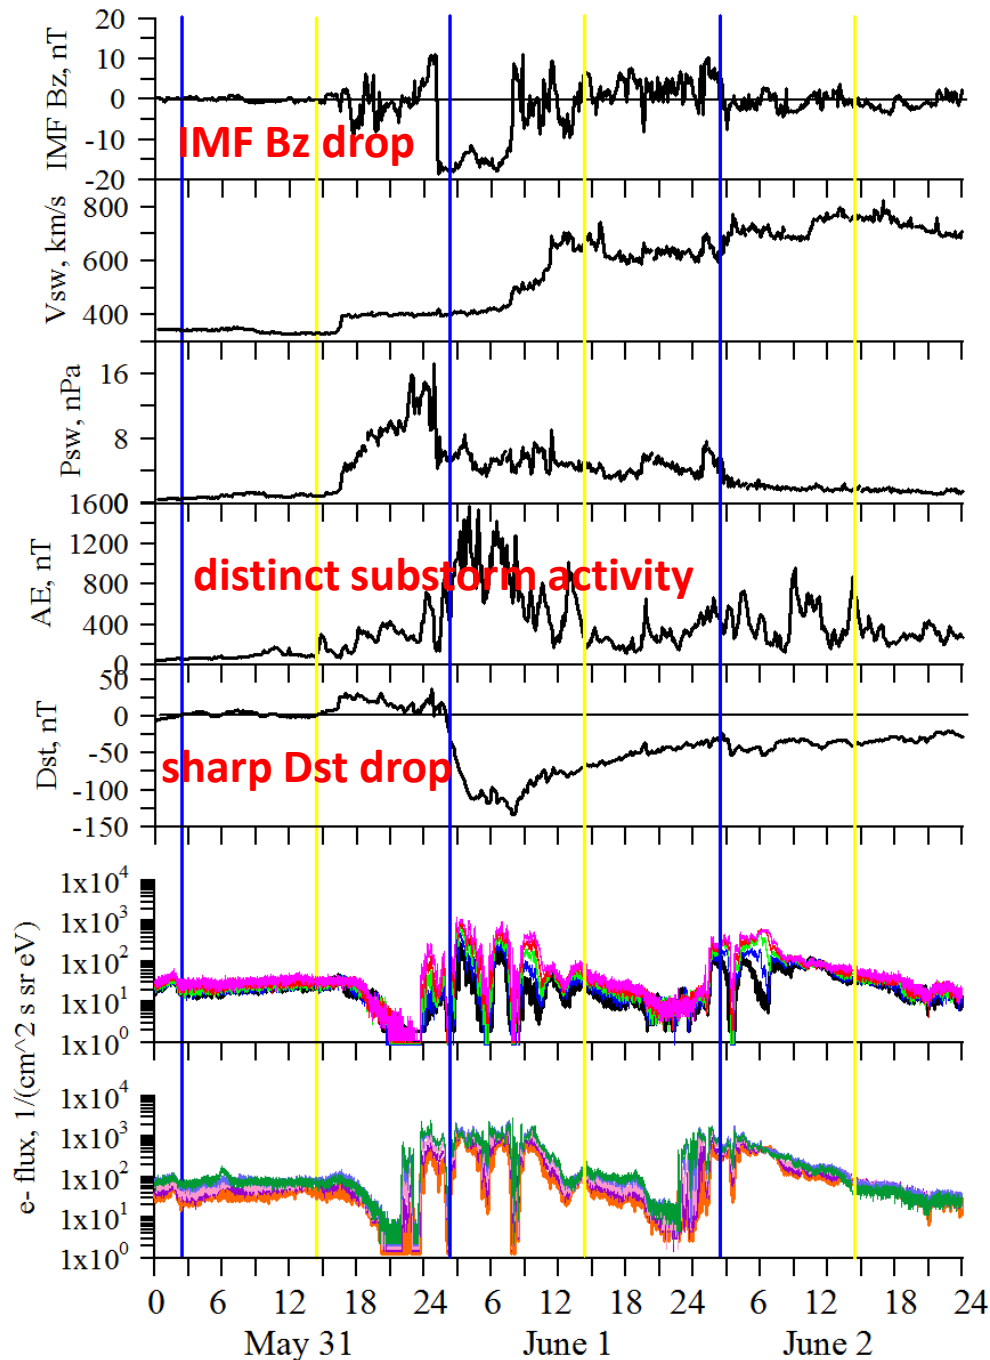 20
10
0
-10
-20
IMF Bz, nT
IMF Bz drop
800
600
400
Vsw, km/s
16
8
0
Psw, nPa
1600
1200
800
400
0
AE, nT
distinct substorm activity
50
0
-50
-100
-150
Dst, nT
sharp Dst drop
1x10^4
1x10^3
1x10^2
1x10^1
1x10^0
1x10^4
1x10^3
1x10^2
1x10^1
1x10^0
e- flux, 1/(cm^2 s sr eV)
0 6 12 18 24 6 12 18 24 6 12 18 24
May 31 June 1 June 2